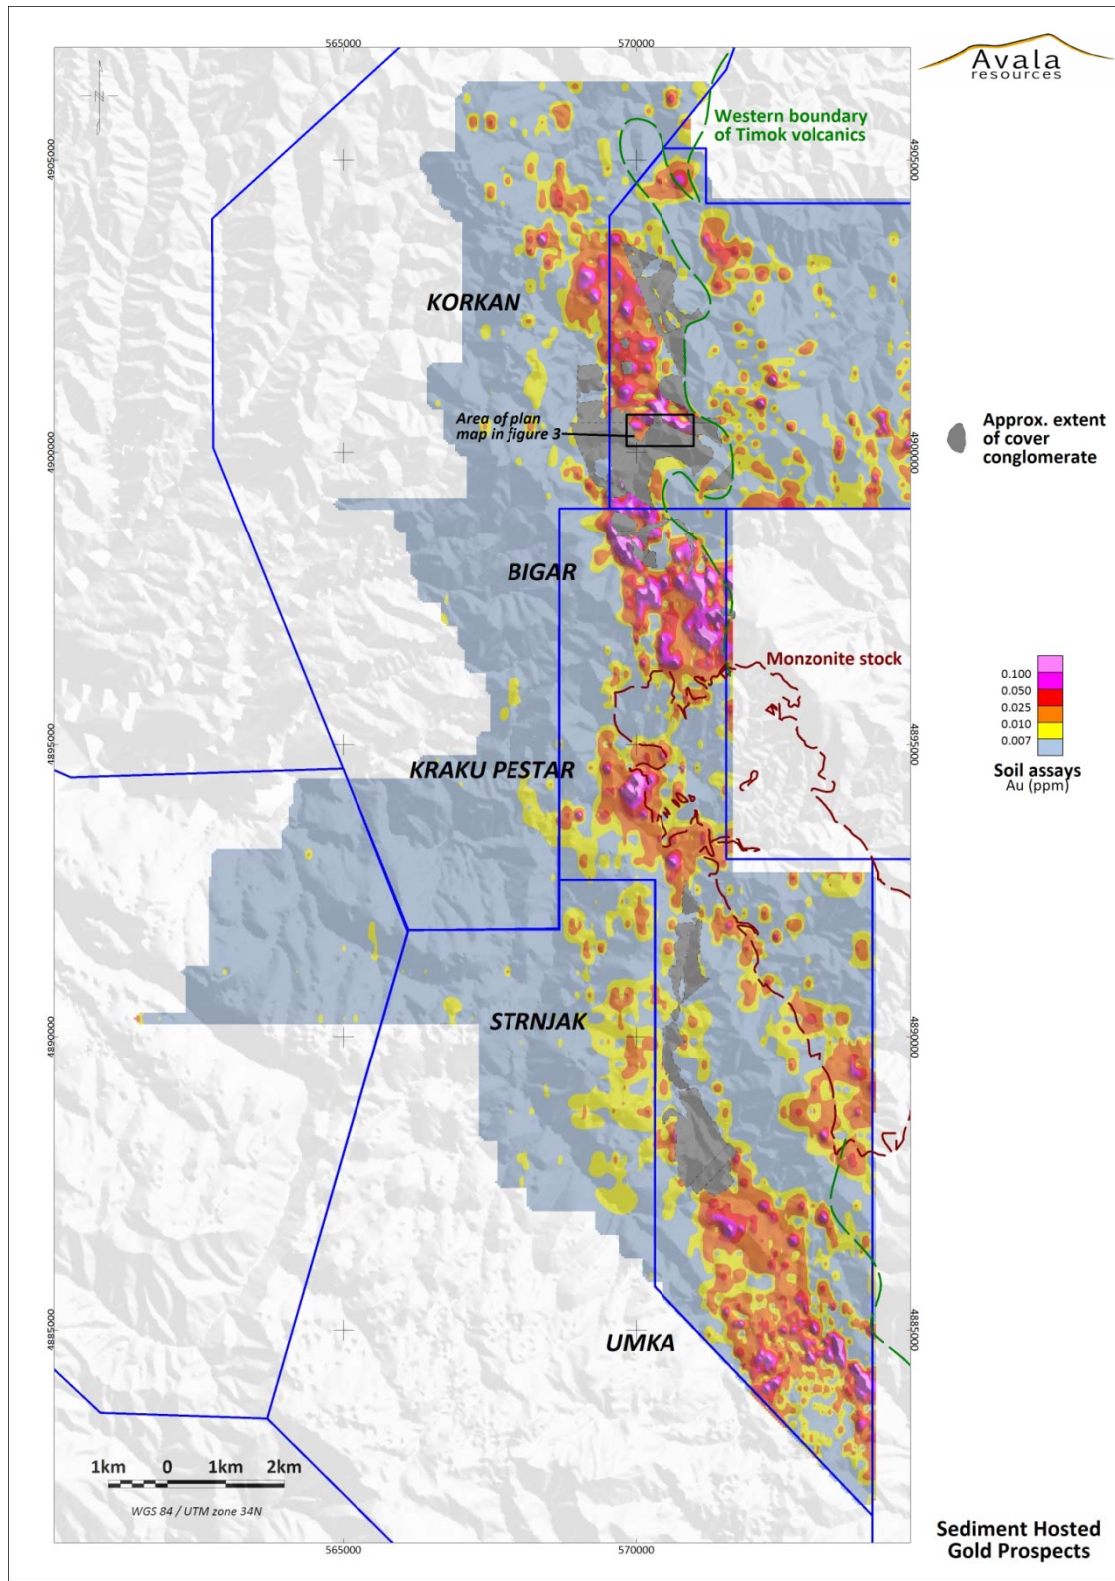 Avala
resources
565000
570000
Western boundary
of Timok volcanics
4905000
4905000
KORKAN
Area of plan
map in figure 3
Approx. extent
of cover
conglomerate
4900000
4900000
BIGAR
Monzonite stock
0.100
0.050
0.025
0.010
0.007
Soil assays
Au (ppm)
4895000
4895000
KRAKU PESTAR
STRNJAK
4890000
4890000
UMKA
4885000
4885000
1km 0 1km 2km
WGS 84 / UTM zone 34N
565000
570000
Sediment Hosted
Gold Prospects